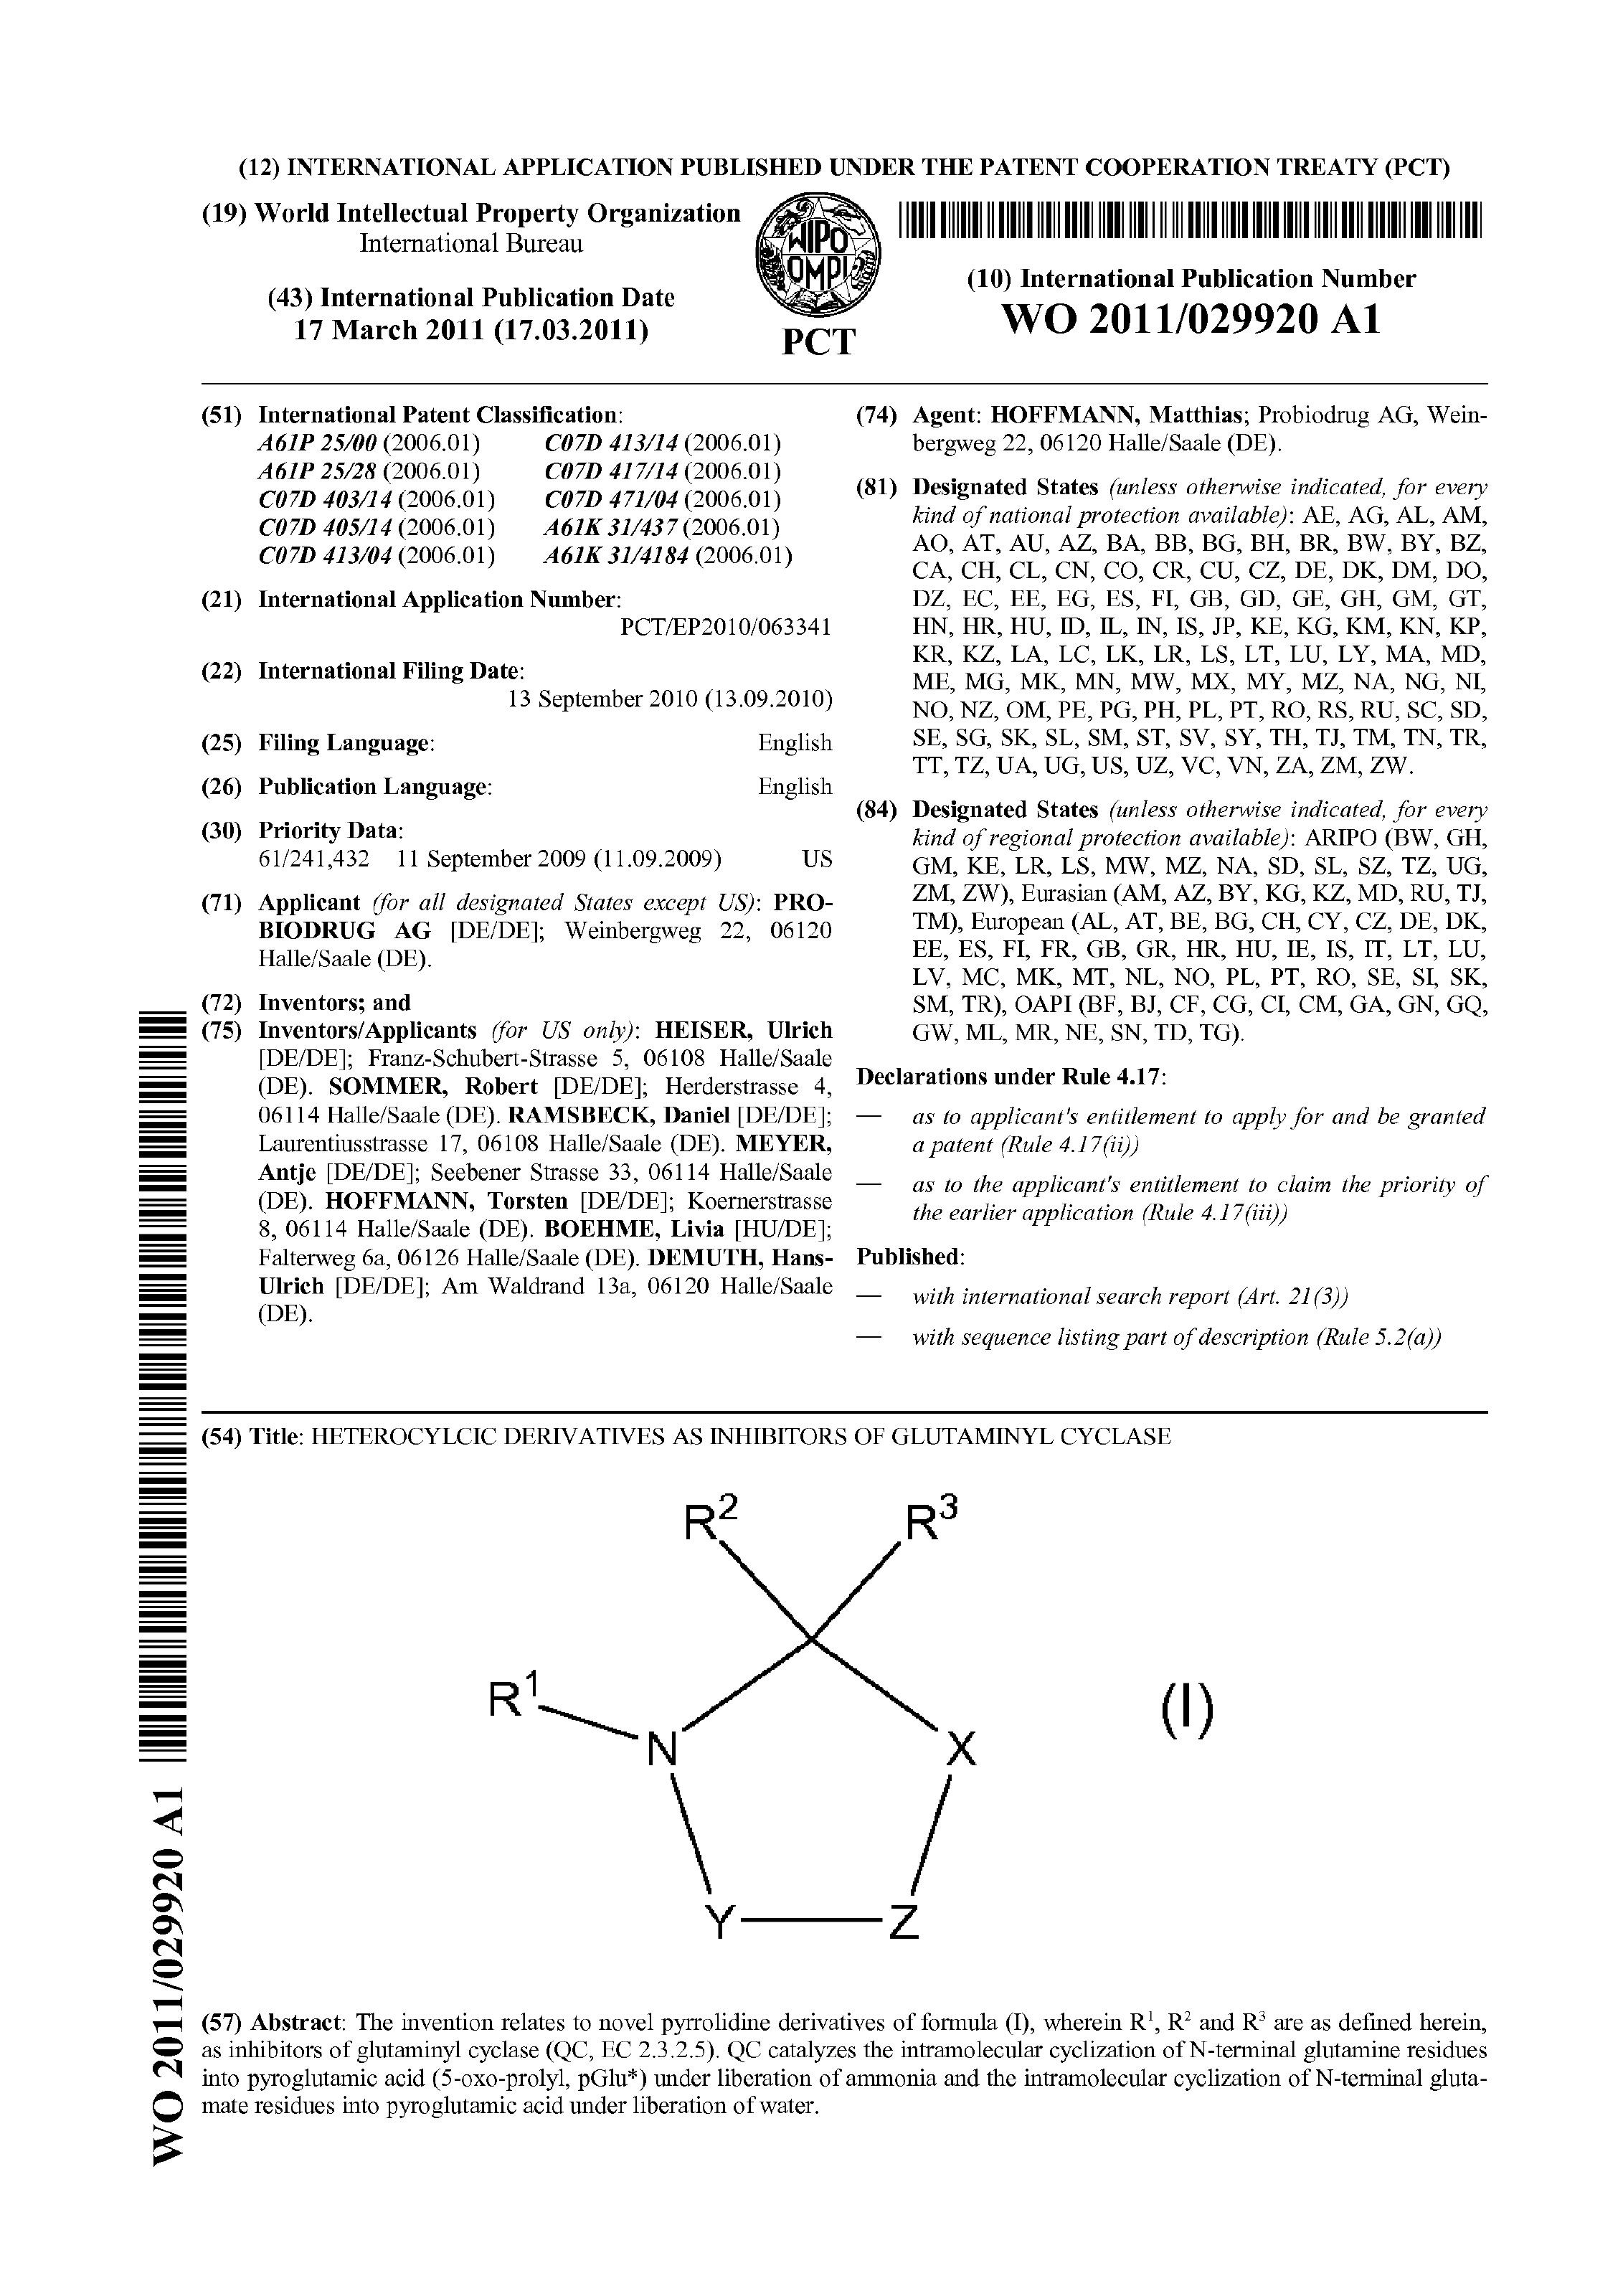 (12) INTERNATIONAL APPLICATION PUBLISHED UNDER THE PATENT COOPERATION TREATY (PCT)
(19) World Intellectual Property Organization
International Bureau
(43) International Publication Date
17 March 2011 (17.03.2011)
WIPO
OMPI
PCT
(10) International Publication Number
WO 2011/029920 A1
(51) International Patent Classification:
A61P 25/00 (2006.01) C07D 413/14 (2006.01)
A61P 25/28 (2006.01) C07D 417/14 (2006.01)
C07D 403/14 (2006.01) C07D 471/04 (2006.01)
C07D 405/14 (2006.01) A61K 31/437 (2006.01)
C07D 413/04 (2006.01) A61K 31/4184 (2006.01)
(21) International Application Number:
PCT/EP2010/063341
(22) International Filing Date:
13 September 2010 (13.09.2010)
(25) Filing Language: English
(26) Publication Language: English
(30) Priority Data:
61/241,432 11 September 2009 (11.09.2009) US
(71) Applicant (for all designated States except US): PRO-
BIODRUG AG [DE/DE]; Weinbergweg 22, 06120
Halle/Saale (DE).
(72) Inventors; and
(75) Inventors/Applicants (for US only): HEISER, Ulrich
[DE/DE]; Franz-Schubert-Strasse 5, 06108 Halle/Saale
(DE). SOMMER, Robert [DE/DE]; Herderstrasse 4,
06114 Halle/Saale (DE). RAMSBECK, Daniel [DE/DE];
Laurentiusstrasse 17, 06108 Halle/Saale (DE). MEYER,
Antje [DE/DE]; Seebener Strasse 33, 06114 Halle/Saale
(DE). HOFFMANN, Torsten [DE/DE]; Koernerstrasse
8, 06114 Halle/Saale (DE). BOEHME, Livia [HU/DE];
Falterweg 6a, 06126 Halle/Saale (DE). DEMUTH, Hans-
Ulrich [DE/DE]; Am Waldrand 13a, 06120 Halle/Saale
(DE).
(74) Agent: HOFFMANN, Matthias; Probiodrug AG, Wein-
bergweg 22, 06120 Halle/Saale (DE).
(81) Designated States (unless otherwise indicated, for every
kind of national protection available): AE, AG, AL, AM,
AO, AT, AU, AZ, BA, BB, BG, BH, BR, BW, BY, BZ,
CA, CH, CL, CN, CO, CR, CU, CZ, DE, DK, DM, DO,
DZ, EC, EE, EG, ES, FI, GB, GD, GE, GH, GM, GT,
HN, HR, HU, ID, IL, IN, IS, JP, KE, KG, KM, KN, KP,
KR, KZ, LA, LC, LK, LR, LS, LT, LU, LY, MA, MD,
ME, MG, MK, MN, MW, MX, MY, MZ, NA, NG, NI,
NO, NZ, OM, PE, PG, PH, PL, PT, RO, RS, RU, SC, SD,
SE, SG, SK, SL, SM, ST, SV, SY, TH, TJ, TM, TN, TR,
TT, TZ, UA, UG, US, UZ, VC, VN, ZA, ZM, ZW.
(84) Designated States (unless otherwise indicated, for every
kind of regional protection available): ARIPO (BW, GH,
GM, KE, LR, LS, MW, MZ, NA, SD, SL, SZ, TZ, UG,
ZM, ZW), Eurasian (AM, AZ, BY, KG, KZ, MD, RU, TJ,
TM), European (AL, AT, BE, BG, CH, CY, CZ, DE, DK,
EE, ES, FI, FR, GB, GR, HR, HU, IE, IS, IT, LT, LU,
LV, MC, MK, MT, NL, NO, PL, PT, RO, SE, SI, SK,
SM, TR), OAPI (BF, BJ, CF, CG, CI, CM, GA, GN, GQ,
GW, ML, MR, NE, SN, TD, TG).
Declarations under Rule 4.17:
— as to applicant's entitlement to apply for and be granted
a patent (Rule 4.17(ii))
— as to the applicant's entitlement to claim the priority of
the earlier application (Rule 4.17(iii))
Published:
— with international search report (Art. 21(3))
— with sequence listing part of description (Rule 5.2(a))
(54) Title: HETEROCYLCIC DERIVATIVES AS INHIBITORS OF GLUTAMINYL CYCLASE
R² R³
R¹
N X (I)
Y Z
(57) Abstract: The invention relates to novel pyrrolidine derivatives of formula (I), wherein R¹, R² and R³ are as defined herein,
as inhibitors of glutaminyl cyclase (QC, EC 2.3.2.5). QC catalyzes the intramolecular cyclization of N-terminal glutamine residues
into pyroglutamic acid (5-oxo-prolyl, pGlu*) under liberation of ammonia and the intramolecular cyclization of N-terminal gluta-
mate residues into pyroglutamic acid under liberation of water.
WO 2011/029920 A1